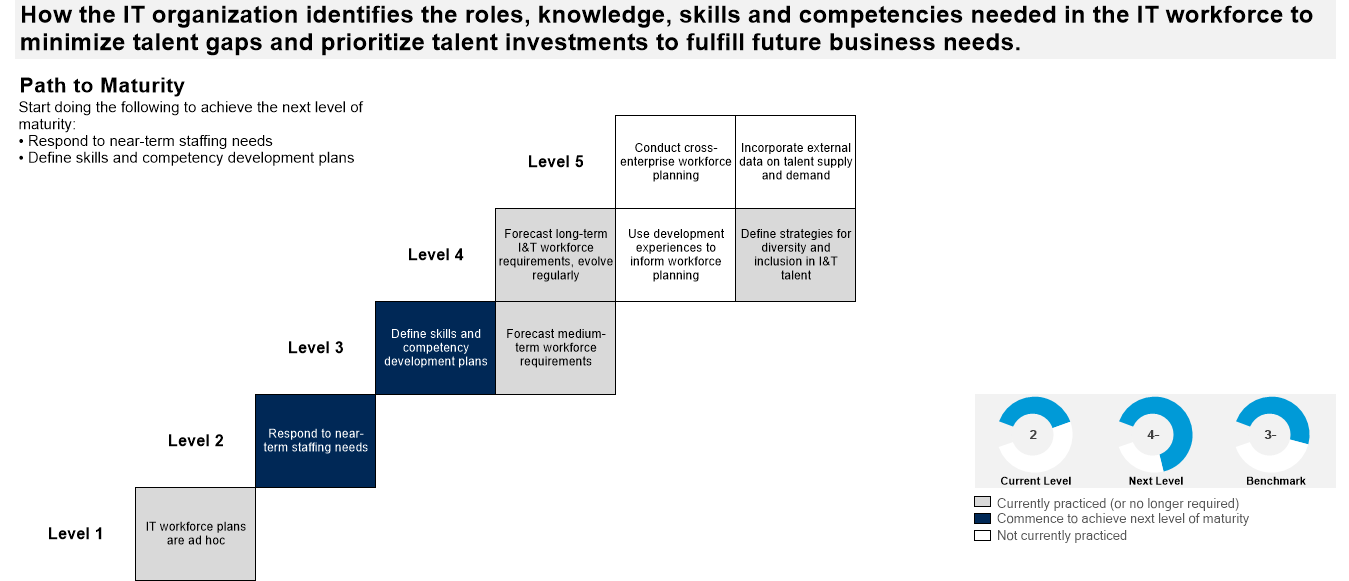 How the IT organization identifies the roles, knowledge, skills and competencies needed in the IT workforce to
minimize talent gaps and prioritize talent investments to fulfill future business needs.
Path to Maturity
Start doing the following to achieve the next level of
maturity:
• Respond to near-term staffing needs
• Define skills and competency development plans
Level 5
Conduct cross-
enterprise workforce
planning
Incorporate external
data on talent supply
and demand
Level 4
Forecast long-term
I&T workforce
requirements, evolve
regularly
Use development
experiences to
inform workforce
planning
Define strategies for
diversity and
inclusion in I&T
talent
Level 3
Define skills and
competency
development plans
Forecast medium-
term workforce
requirements
Level 2
Respond to near-
term staffing needs
Level 1
IT workforce plans
are ad hoc
2
Current Level
4-
Next Level
3-
Benchmark
Currently practiced (or no longer required)
Commence to achieve next level of maturity
Not currently practiced